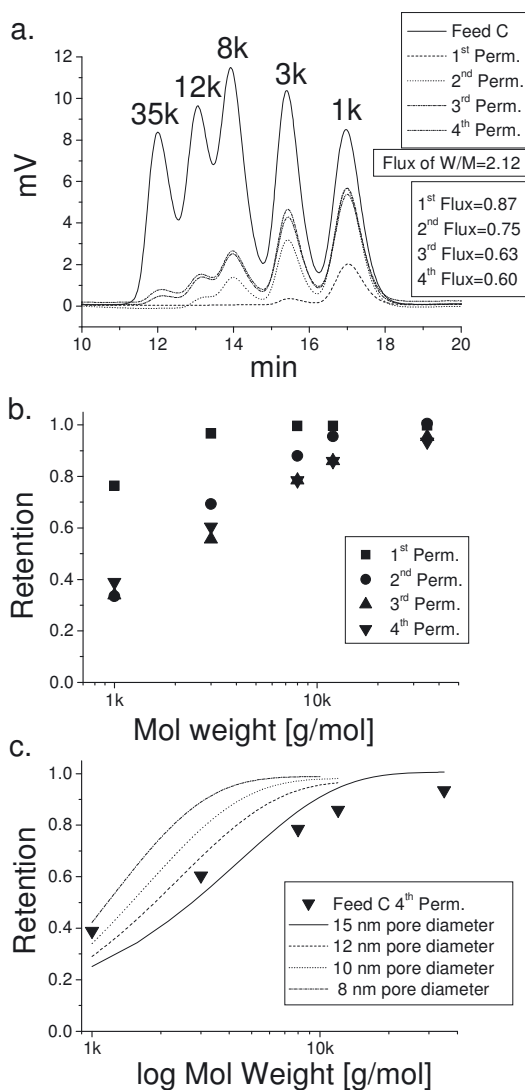 a.
12
10
8
6
4
2
0
mV
35k
12k
8k
3k
1k
10
12
14
16
18
20
min
Feed C
1st Perm.
2nd Perm.
3rd Perm.
4th Perm.
Flux of W/M=2.12
1st Flux=0.87
2nd Flux=0.75
3rd Flux=0.63
4th Flux=0.60
b.
1.0
0.8
0.6
0.4
0.2
0.0
Retention
1st Perm.
2nd Perm.
3rd Perm.
4th Perm.
1k
10k
Mol weight [g/mol]
c.
1.0
0.8
0.6
0.4
0.2
0.0
Retention
Feed C 4th Perm.
15 nm pore diameter
12 nm pore diameter
10 nm pore diameter
8 nm pore diameter
1k
10k
log Mol Weight [g/mol]